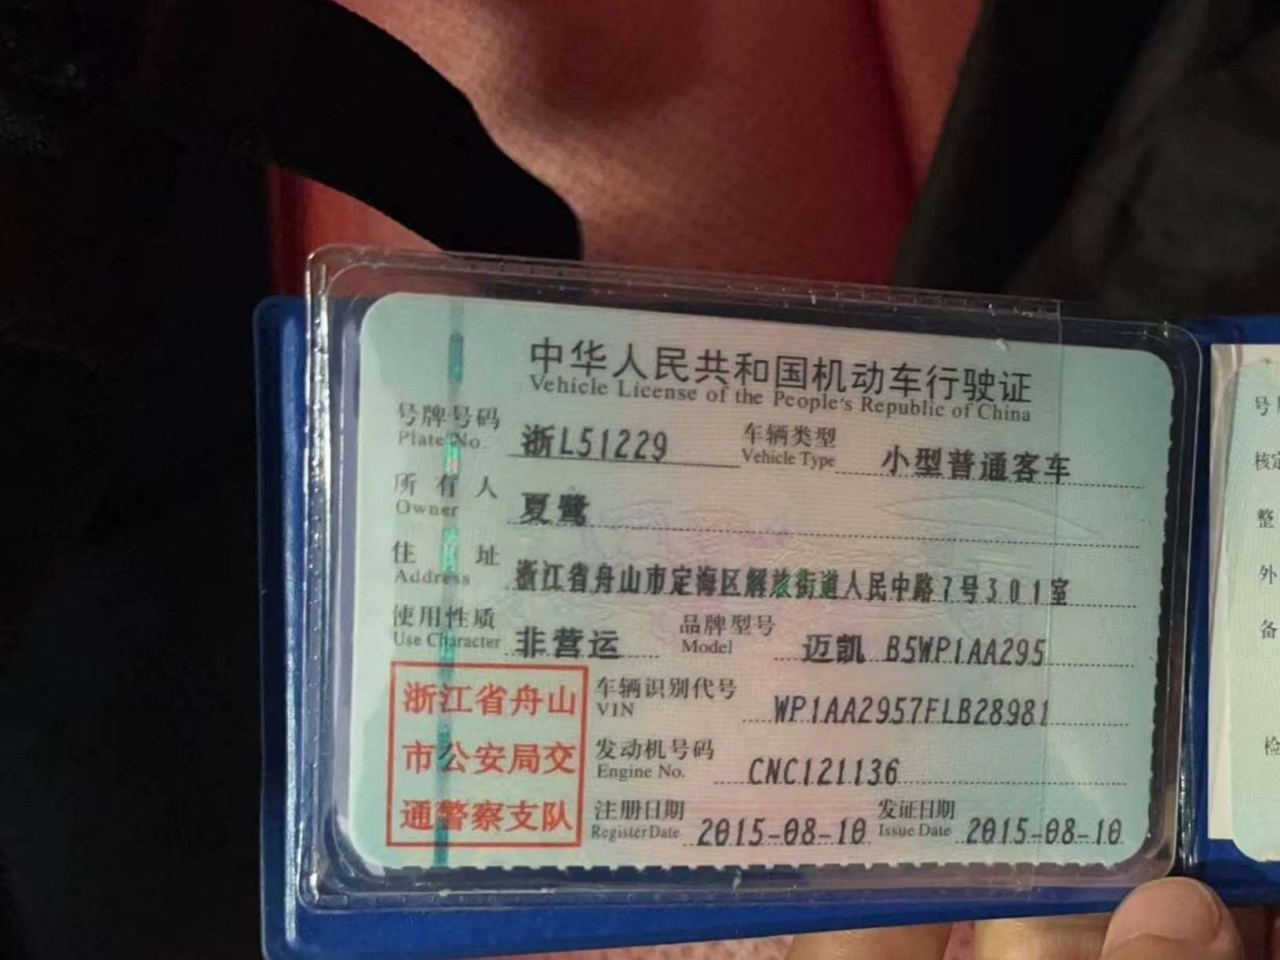 中华人民共和国机动车行驶证
Vehicle License of the People's Republic of China
号牌号码 浙L51229 车辆类型 小型普通客车
Plate No. Vehicle Type
所有人 夏鹭
Owner
住址 浙江省舟山市定海区解放街道人民中路7号301室
Address
使用性质 非营运 品牌型号 迈凯 B5WP1AA295
Use Character Model
浙江省舟山
市公安局交
通警察支队
车辆识别代号 WP1AA2957FLB28981
VIN
发动机号码 CNC121136
Engine No.
注册日期 2015-08-10 发证日期 2015-08-10
Register Date Issue Date
号
核定
整
外
备
检